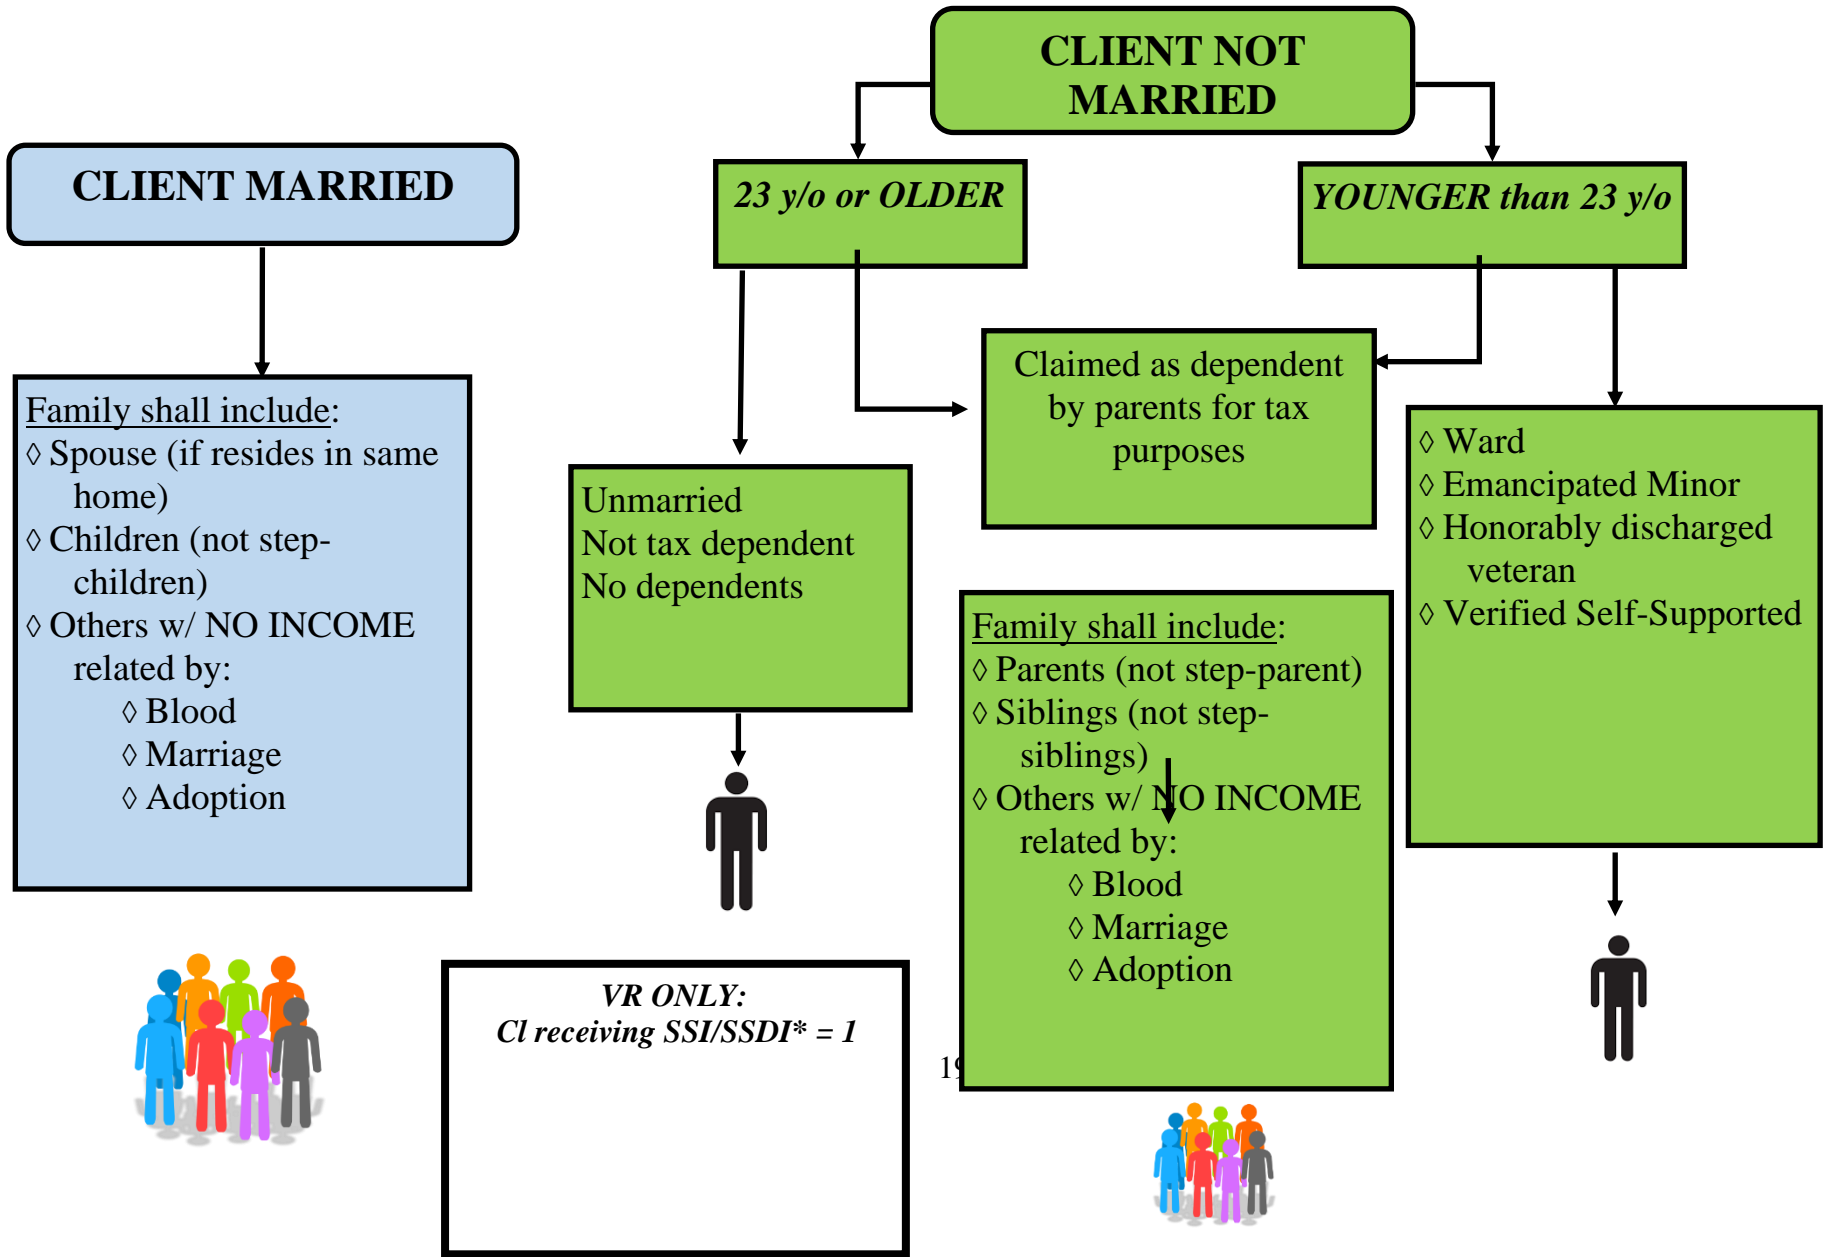 CLIENT NOT
MARRIED
CLIENT MARRIED
23 y/o or OLDER
YOUNGER than 23 y/o
Family shall include:
◊ Spouse (if resides in same
home)
◊ Children (not step-
children)
◊ Others w/ NO INCOME
related by:
◊ Blood
◊ Marriage
◊ Adoption
Unmarried
Not tax dependent
No dependents
Claimed as dependent
by parents for tax
purposes
Family shall include:
◊ Parents (not step-parent)
◊ Siblings (not step-
siblings)
◊ Others w/ NO INCOME
related by:
◊ Blood
◊ Marriage
◊ Adoption
◊ Ward
◊ Emancipated Minor
◊ Honorably discharged
veteran
◊ Verified Self-Supported
VR ONLY:
Cl receiving SSI/SSDI* = 1